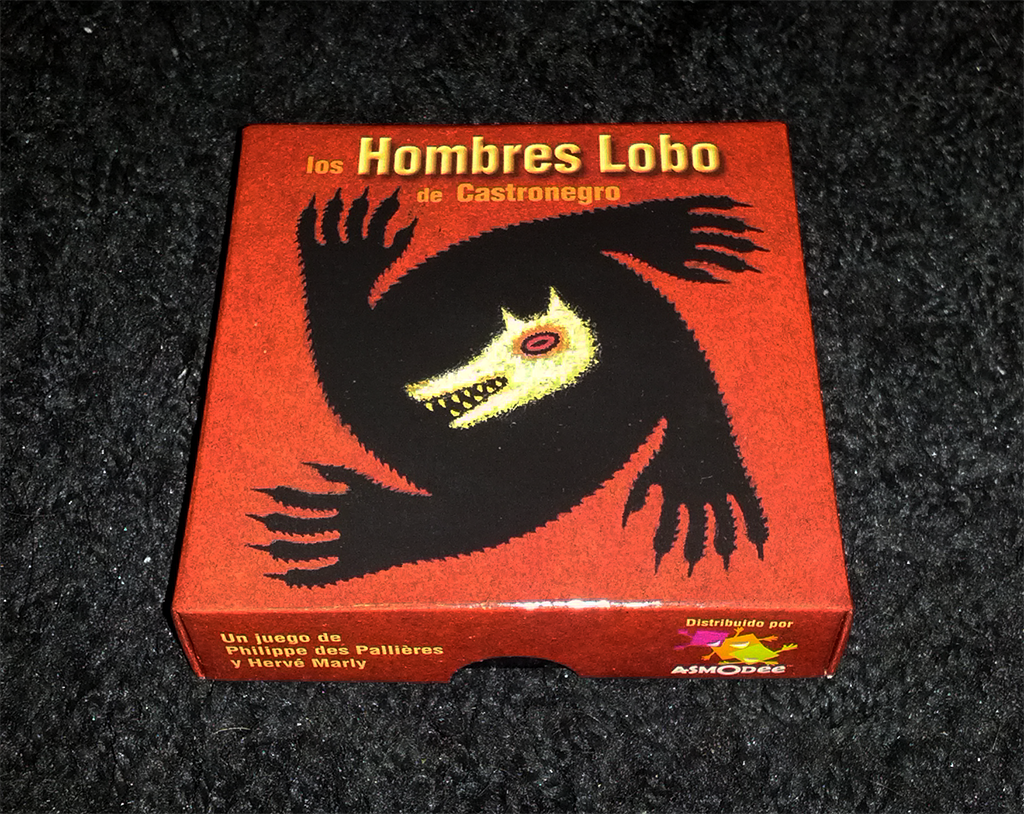 los Hombres Lobo
de Castronegro
Un juego de
Philippe des Pallières
y Hervé Marly
Distribuido por
ASMODee